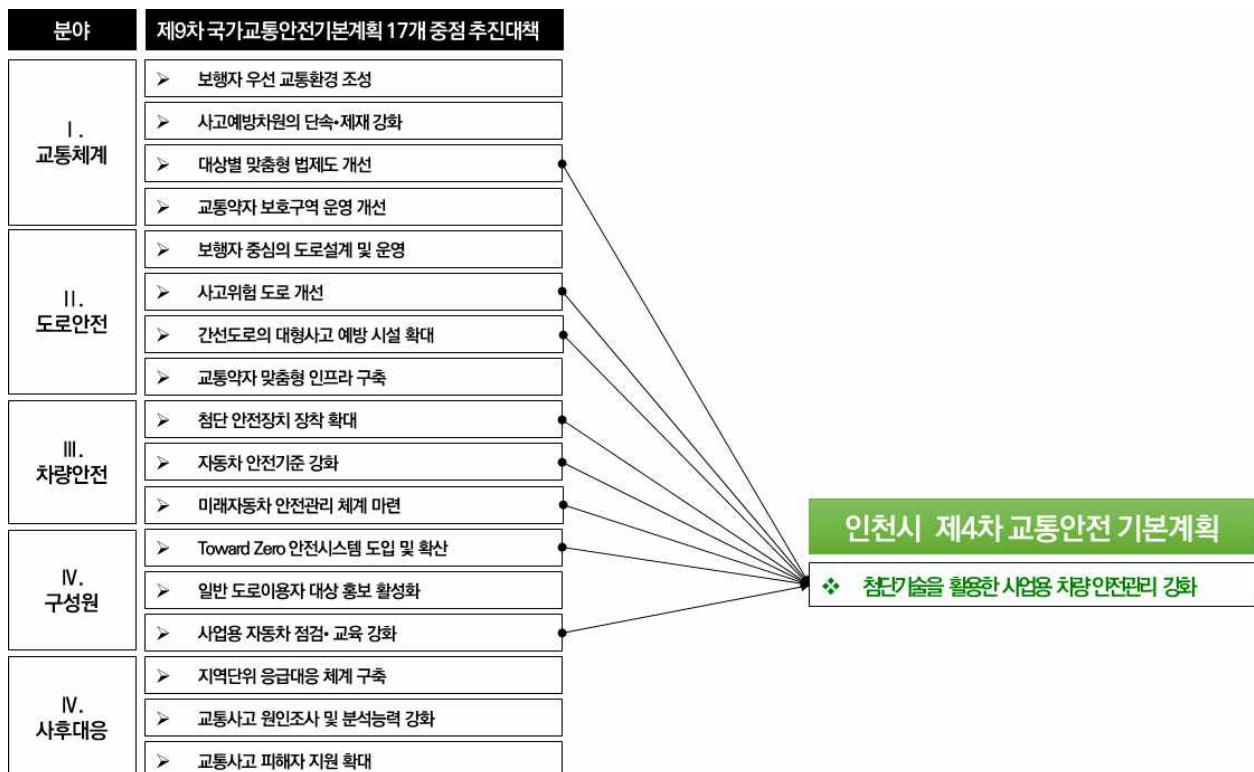 분야
제9차 국가교통안전기본계획 17개 중점 추진대책
Ⅰ.
교통체계
➢ 보행자 우선 교통환경 조성
➢ 사고예방차원의 단속•제재 강화
➢ 대상별 맞춤형 법제도 개선
➢ 교통약자 보호구역 운영 개선
Ⅱ.
도로안전
➢ 보행자 중심의 도로설계 및 운영
➢ 사고위험 도로 개선
➢ 간선도로의 대형사고 예방 시설 확대
➢ 교통약자 맞춤형 인프라 구축
Ⅲ.
차량안전
➢ 첨단 안전장치 장착 확대
➢ 자동차 안전기준 강화
➢ 미래자동차 안전관리 체계 마련
Ⅳ.
구성원
➢ Toward Zero 안전시스템 도입 및 확산
➢ 일반 도로이용자 대상 홍보 활성화
➢ 사업용 자동차 점검• 교육 강화
Ⅳ.
사후대응
➢ 지역단위 응급대응 체계 구축
➢ 교통사고 원인조사 및 분석능력 강화
➢ 교통사고 피해자 지원 확대
인천시 제4차 교통안전 기본계획
❖ 첨단기술을 활용한 사업용 차량 안전관리 강화